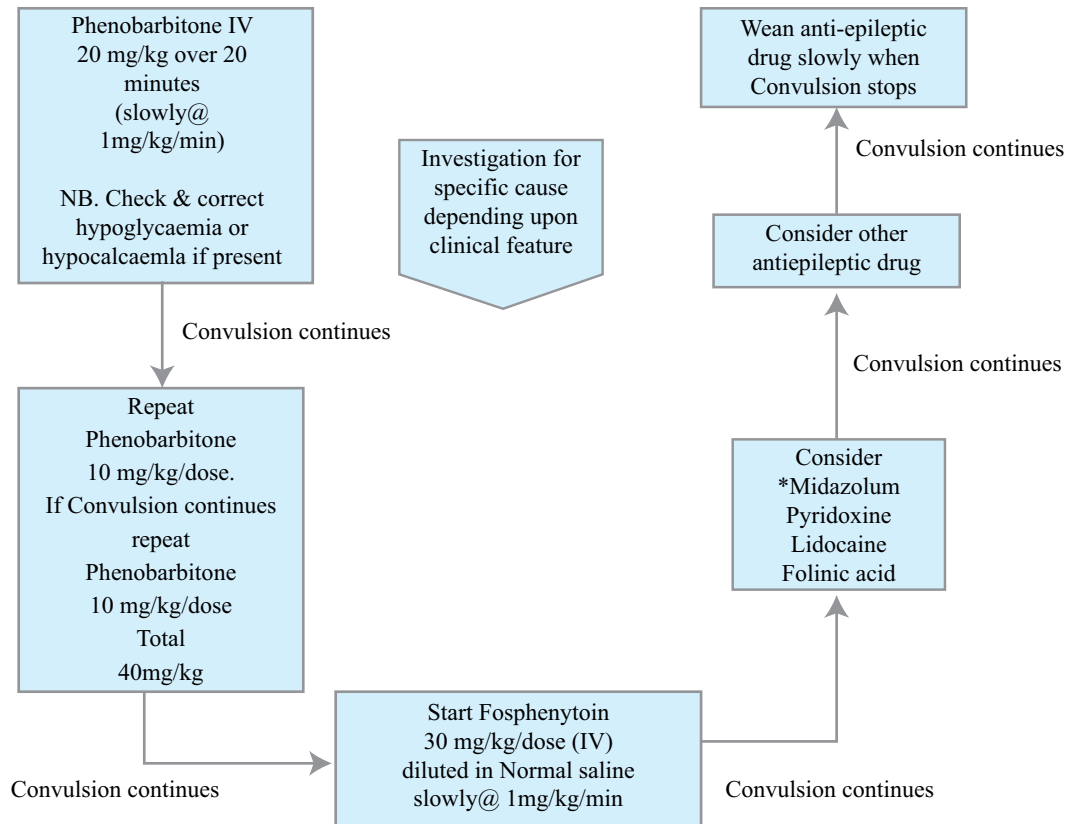 Phenobarbitone IV
20 mg/kg over 20
minutes
(slowly@
1mg/kg/min)
NB. Check & correct
hypoglycaemia or
hypocalcaemla if present
Convulsion continues
Repeat
Phenobarbitone
10 mg/kg/dose.
If Convulsion continues
repeat
Phenobarbitone
10 mg/kg/dose
Total
40mg/kg
Convulsion continues
Start Fosphenytoin
30 mg/kg/dose (IV)
diluted in Normal saline
slowly@ 1mg/kg/min
Convulsion continues
Consider
*Midazolum
Pyridoxine
Lidocaine
Folinic acid
Convulsion continues
Consider other
antiepileptic drug
Convulsion continues
Wean anti-epileptic
drug slowly when
Convulsion stops
Investigation for
specific cause
depending upon
clinical feature